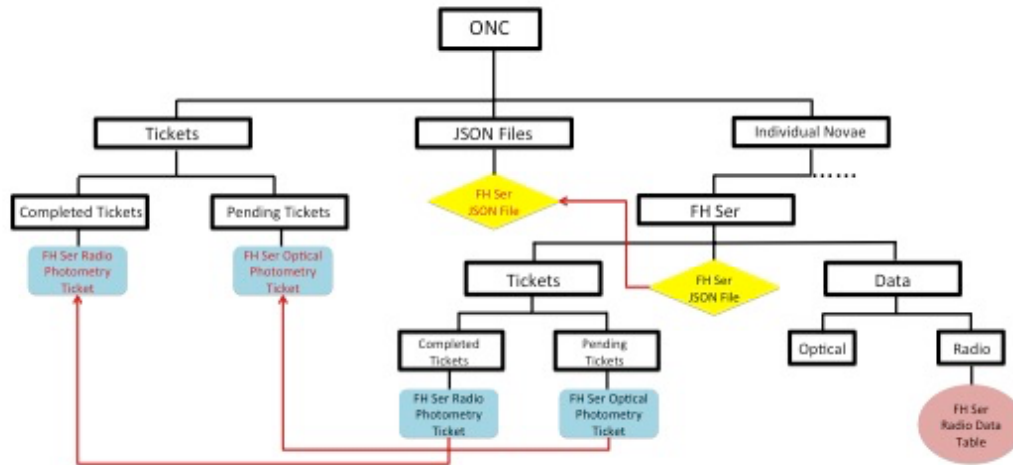 ONC
Tickets
JSON Files
Individual Novae
Completed Tickets
Pending Tickets
FH Ser
JSON File
FH Ser
FH Ser Radio
Photometry
Ticket
FH Ser Optical
Photometry
Ticket
Tickets
FH Ser
JSON File
Data
Completed
Tickets
Pending
Tickets
Optical
Radio
FH Ser Radio
Photometry
Ticket
FH Ser Optical
Photometry
Ticket
FH Ser
Radio Data
Table